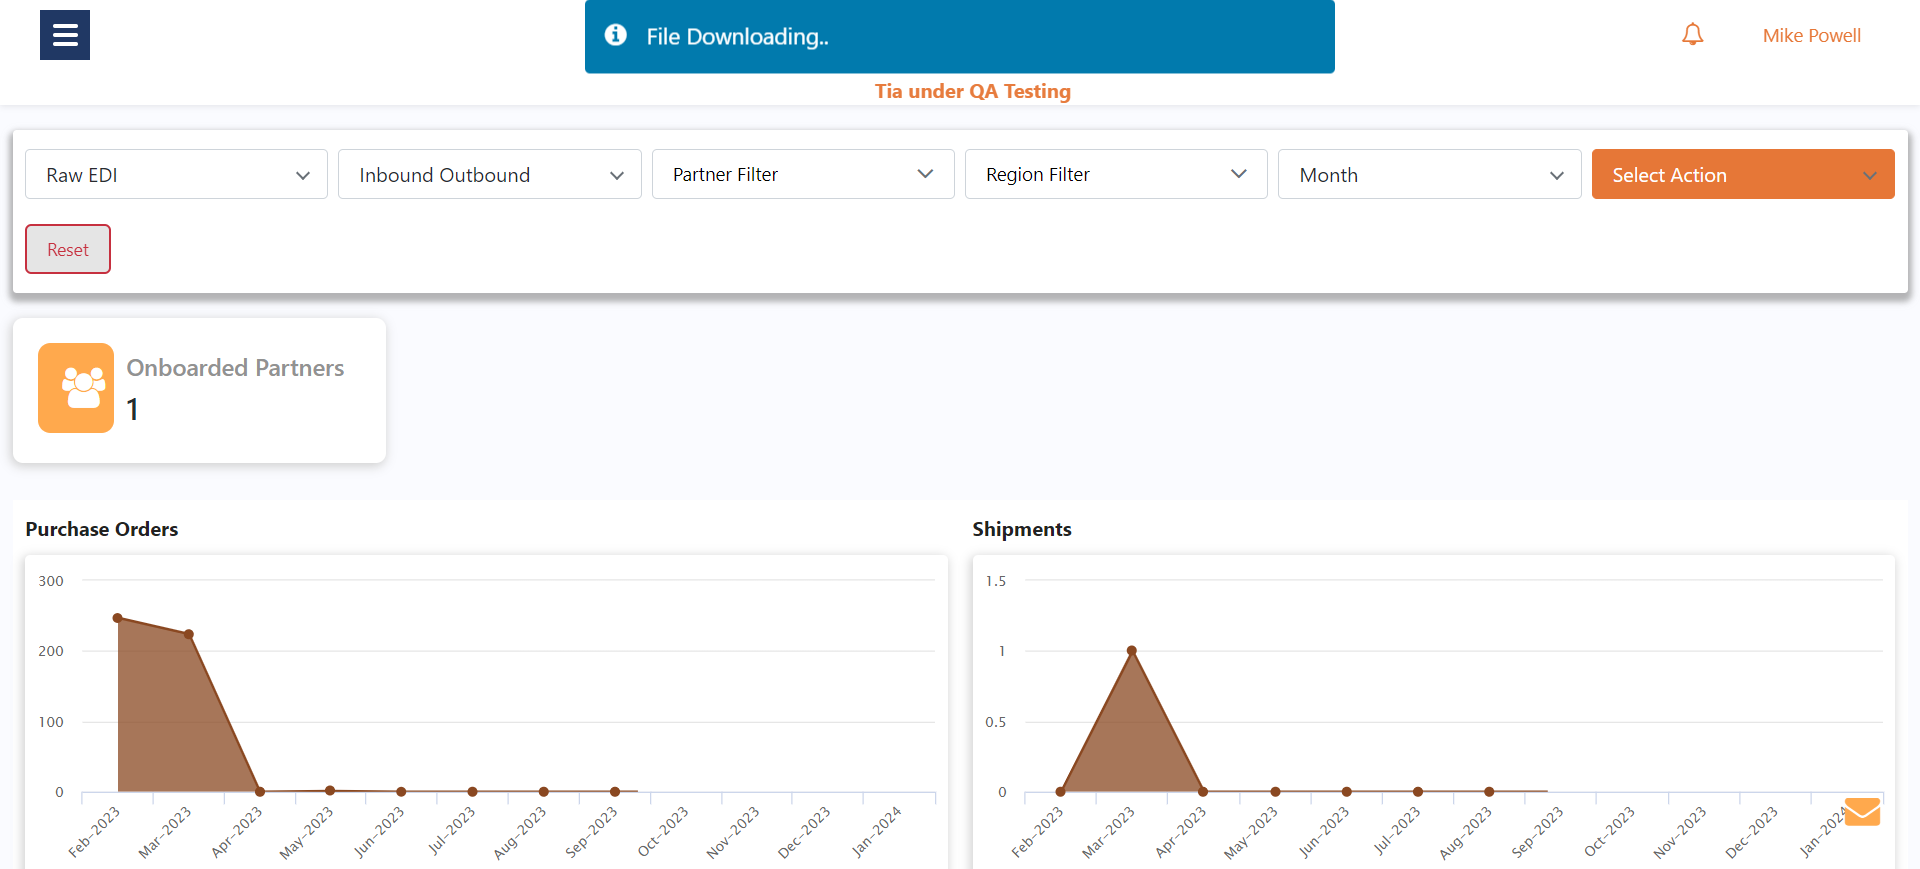 File Downloading..
Mike Powell
Tia under QA Testing
Raw EDI
Inbound Outbound
Partner Filter
Region Filter
Month
Select Action
Reset
Onboarded Partners
1
Purchase Orders
300
200
100
0
Feb-2023
Mar-2023
Apr-2023
May-2023
Jun-2023
Jul-2023
Aug-2023
Sep-2023
Oct-2023
Nov-2023
Dec-2023
Jan-2024
Shipments
1.5
1
0.5
0
Feb-2023
Mar-2023
Apr-2023
May-2023
Jun-2023
Jul-2023
Aug-2023
Sep-2023
Oct-2023
Nov-2023
Dec-2023
Jan-2024